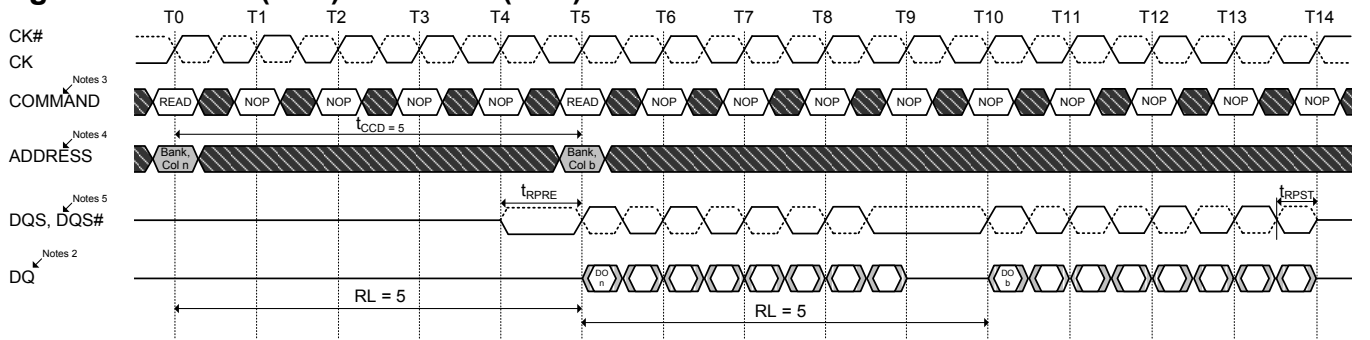 T0 T1 T2 T3 T4 T5 T6 T7 T8 T9 T10 T11 T12 T13 T14
CK#
CK
Notes 3
COMMAND
READ NOP NOP NOP NOP READ NOP NOP NOP NOP NOP NOP NOP NOP NOP
tCCD = 5
Notes 4
ADDRESS
Bank, Col n
Bank, Col b
Notes 5
DQS, DQS#
tRPRE
tRPST
Notes 2
DQ
DO n
DO b
RL = 5
RL = 5